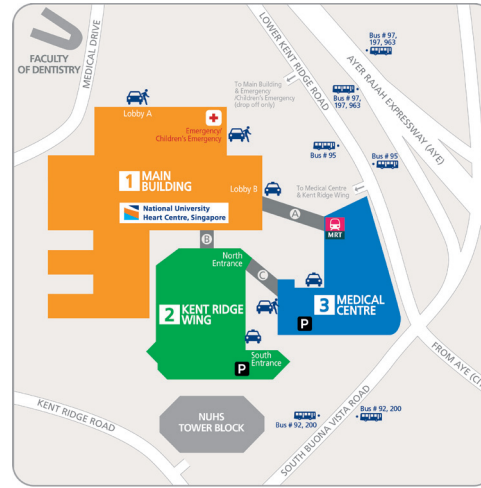 FACULTY
OF DENTISTRY
MEDICAL DRIVE
LOWER KENT RIDGE ROAD
AYER RAJAH EXPRESSWAY (AYE)
Bus # 97,
197, 963
Bus # 97,
197, 963
To Main Building
& Emergency
/Children's Emergency
(drop off only)
Lobby A
Emergency/
Children's Emergency
Bus # 95
Bus # 95
1 MAIN
BUILDING
Lobby B
To Medical Centre
& Kent Ridge Wing
National University
Heart Centre, Singapore
A
MRT
B
North
Entrance
C
2 KENT RIDGE
WING
3 MEDICAL
CENTRE
P
South
Entrance
P
FROM AYE (CI
KENT RIDGE ROAD
NUHS
TOWER BLOCK
Bus # 92, 200
Bus # 92, 200
SOUTH BUONA VISTA ROAD